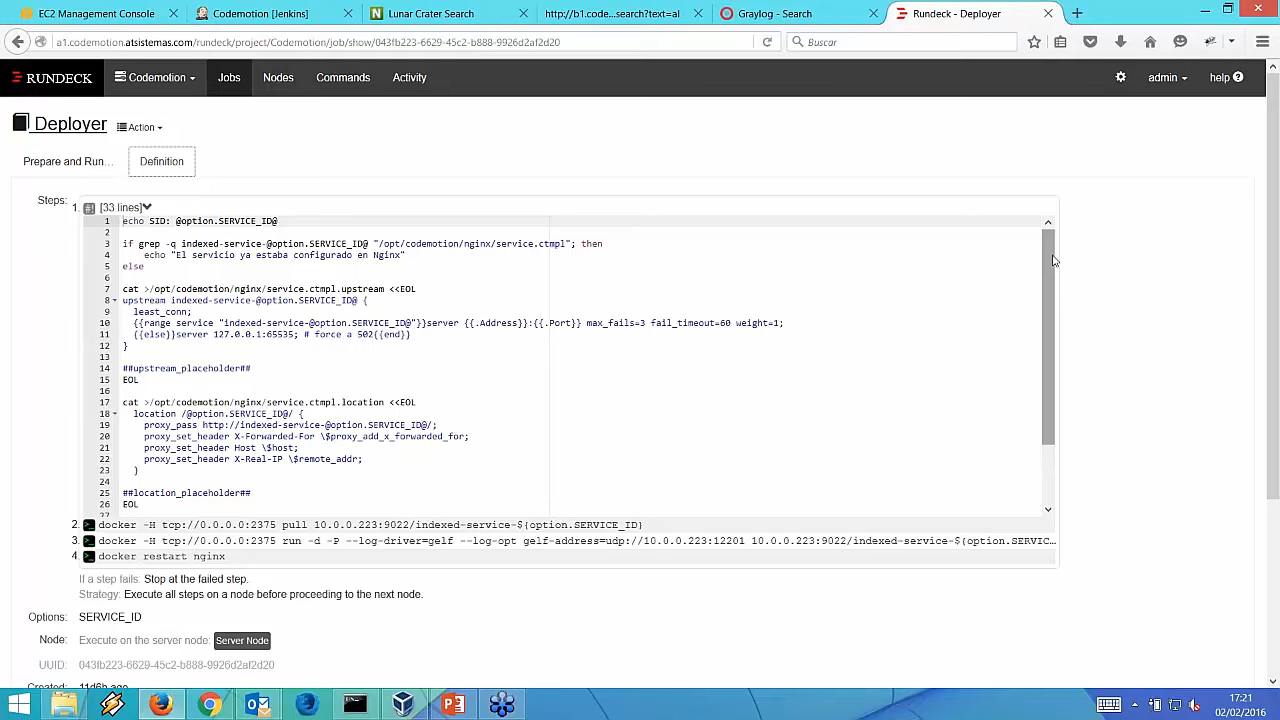 EC2 Management Console
Codemotion [Jenkins]
Lunar Crater Search
http://b1.code...search?text=al
Graylog - Search
Rundeck - Deployer
a1.codemotion.atsistemas.com/rundeck/project/Codemotion/job/show/043fb223-6629-45c2-b888-9926d2af2d20
Buscar
RUNDECK
Codemotion
Jobs
Nodes
Commands
Activity
admin
help
Deployer
Action
Prepare and Run...
Definition
Steps:
1.
[33 lines]
1 echo SID: @option.SERVICE_ID@
2
3 if grep -q indexed-service-@option.SERVICE_ID@ "/opt/codemotion/nginx/service.ctmpl"; then
4 echo "El servicio ya estaba configurado en Nginx"
5 else
6
7 cat >/opt/codemotion/nginx/service.ctmpl.upstream <<EOL
8 upstream indexed-service-@option.SERVICE_ID@ {
9 least_conn;
10 {{range service "indexed-service-@option.SERVICE_ID@"}}server {{.Address}}:{{.Port}} max_fails=3 fail_timeout=60 weight=1;
11 {{else}}server 127.0.0.1:65535; # force a 502{{end}}
12 }
13
14 ##upstream_placeholder##
15 EOL
16
17 cat >/opt/codemotion/nginx/service.ctmpl.location <<EOL
18 location /@option.SERVICE_ID@/ {
19 proxy_pass http://indexed-service-@option.SERVICE_ID@/;
20 proxy_set_header X-Forwarded-For \$proxy_add_x_forwarded_for;
21 proxy_set_header Host \$host;
22 proxy_set_header X-Real-IP \$remote_addr;
23 }
24
25 ##location_placeholder##
26 EOL
27
2. docker -H tcp://0.0.0.0:2375 pull 10.0.0.223:9022/indexed-service-${option.SERVICE_ID}
3. docker -H tcp://0.0.0.0:2375 run -d -P --log-driver=gelf --log-opt gelf-address=udp://10.0.0.223:12201 10.0.0.223:9022/indexed-service-${option.SERVIC...
4. docker restart nginx
If a step fails: Stop at the failed step.
Strategy: Execute all steps on a node before proceeding to the next node.
Options: SERVICE_ID
Node: Execute on the server node: Server Node
UUID: 043fb223-6629-45c2-b888-9926d2af2d20
Created: 11d6h ago
17:21
02/02/2016